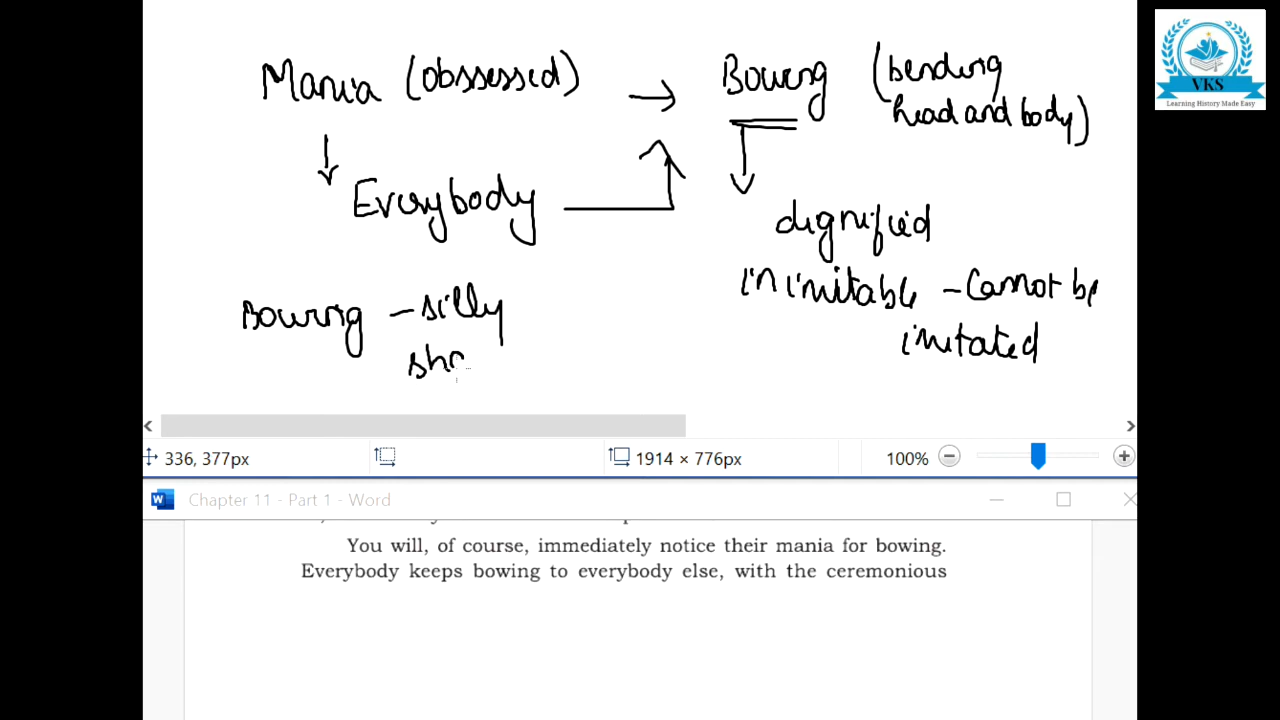 Mania (obssessed) → Bowing (bending
head and body)
Everybody
dignified
inimitable - Cannot be
imitated
Bowing - silly
sho
VKS
Learning History Made Easy
336, 377px
1914 × 776px
100%
Chapter 11 - Part 1 - Word
You will, of course, immediately notice their mania for bowing.
Everybody keeps bowing to everybody else, with the ceremonious